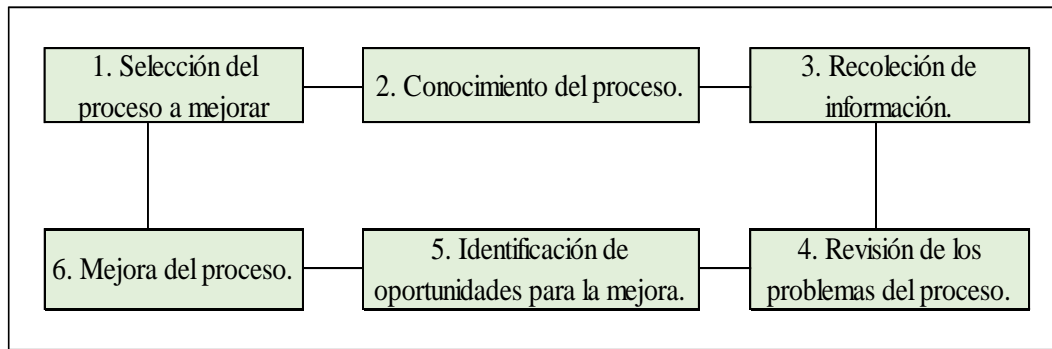 1. Selección del
proceso a mejorar
2. Conocimiento del proceso.
3. Recoleción de
información.
4. Revisión de los
problemas del proceso.
5. Identificación de
oportunidades para la mejora.
6. Mejora del proceso.